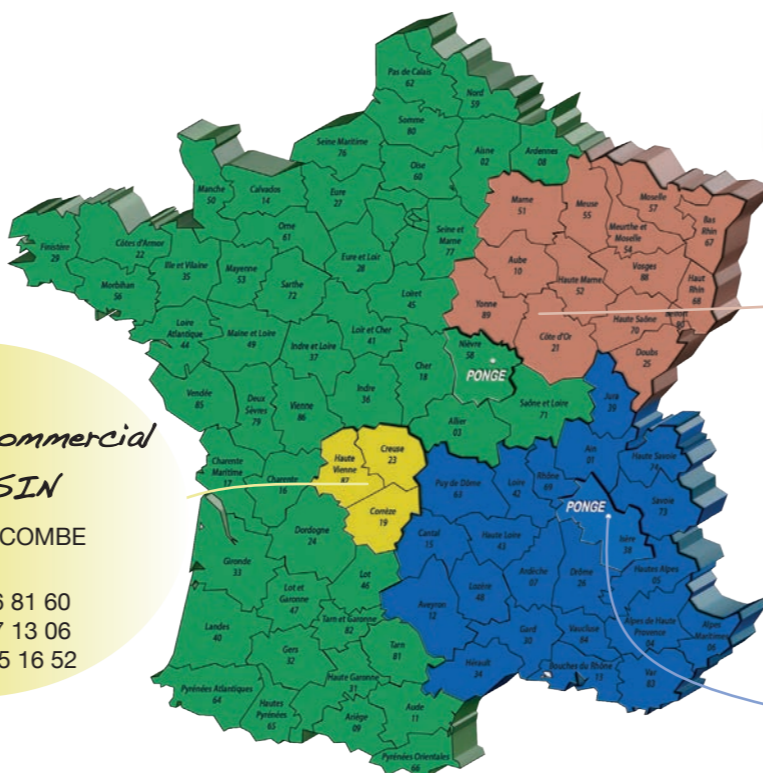 Pas de Calais
62
Nord
59
Somme
80
Seine Maritime
76
Aisne
02
Ardennes
08
Oise
60
Manche
50
Calvados
14
Eure
27
Marne
51
Meuse
55
Moselle
57
Bas
Rhin
67
Meurthe et
Moselle
54
Orne
61
Seine et
Marne
77
Finistère
29
Côtes d'Armor
22
Ille et Vilaine
35
Mayenne
53
Eure et Loir
28
Aube
10
Vosges
88
Haut
Rhin
68
Morbihan
56
Sarthe
72
Haute Marne
52
Loiret
45
Yonne
89
Haute Saône
70
Loire
Atlantique
44
Maine et Loire
49
Indre et Loire
37
Loir et Cher
41
Côte d'Or
21
Doubs
25
Nièvre
58
PONGE
Cher
18
Indre
36
Vendée
85
Deux
Sèvres
79
Vienne
86
Saône et Loire
71
Jura
39
Allier
03
ommercial
SIN
COMBE
6 81 60
7 13 06
5 16 52
Charente
Maritime
17
Charente
16
Haute
Vienne
87
Creuse
23
Corrèze
19
Puy de Dôme
63
Loire
42
Rhône
69
Ain
01
Haute Savoie
74
Savoie
73
PONGE
Isère
38
Dordogne
24
Cantal
15
Haute Loire
43
Gironde
33
Lot
46
Ardèche
07
Drôme
26
Hautes Alpes
05
Lot et
Garonne
47
Aveyron
12
Lozère
48
Landes
40
Tarn et Garonne
82
Gers
32
Tarn
81
Gard
30
Vaucluse
84
Alpes de Haute
Provence
04
Alpes
Maritimes
06
Hérault
34
Bouches du Rhône
13
Var
83
Pyrénées Atlantiques
64
Hautes
Pyrénées
65
Haute Garonne
31
Ariège
09
Aude
11
Pyrénées Orientales
66